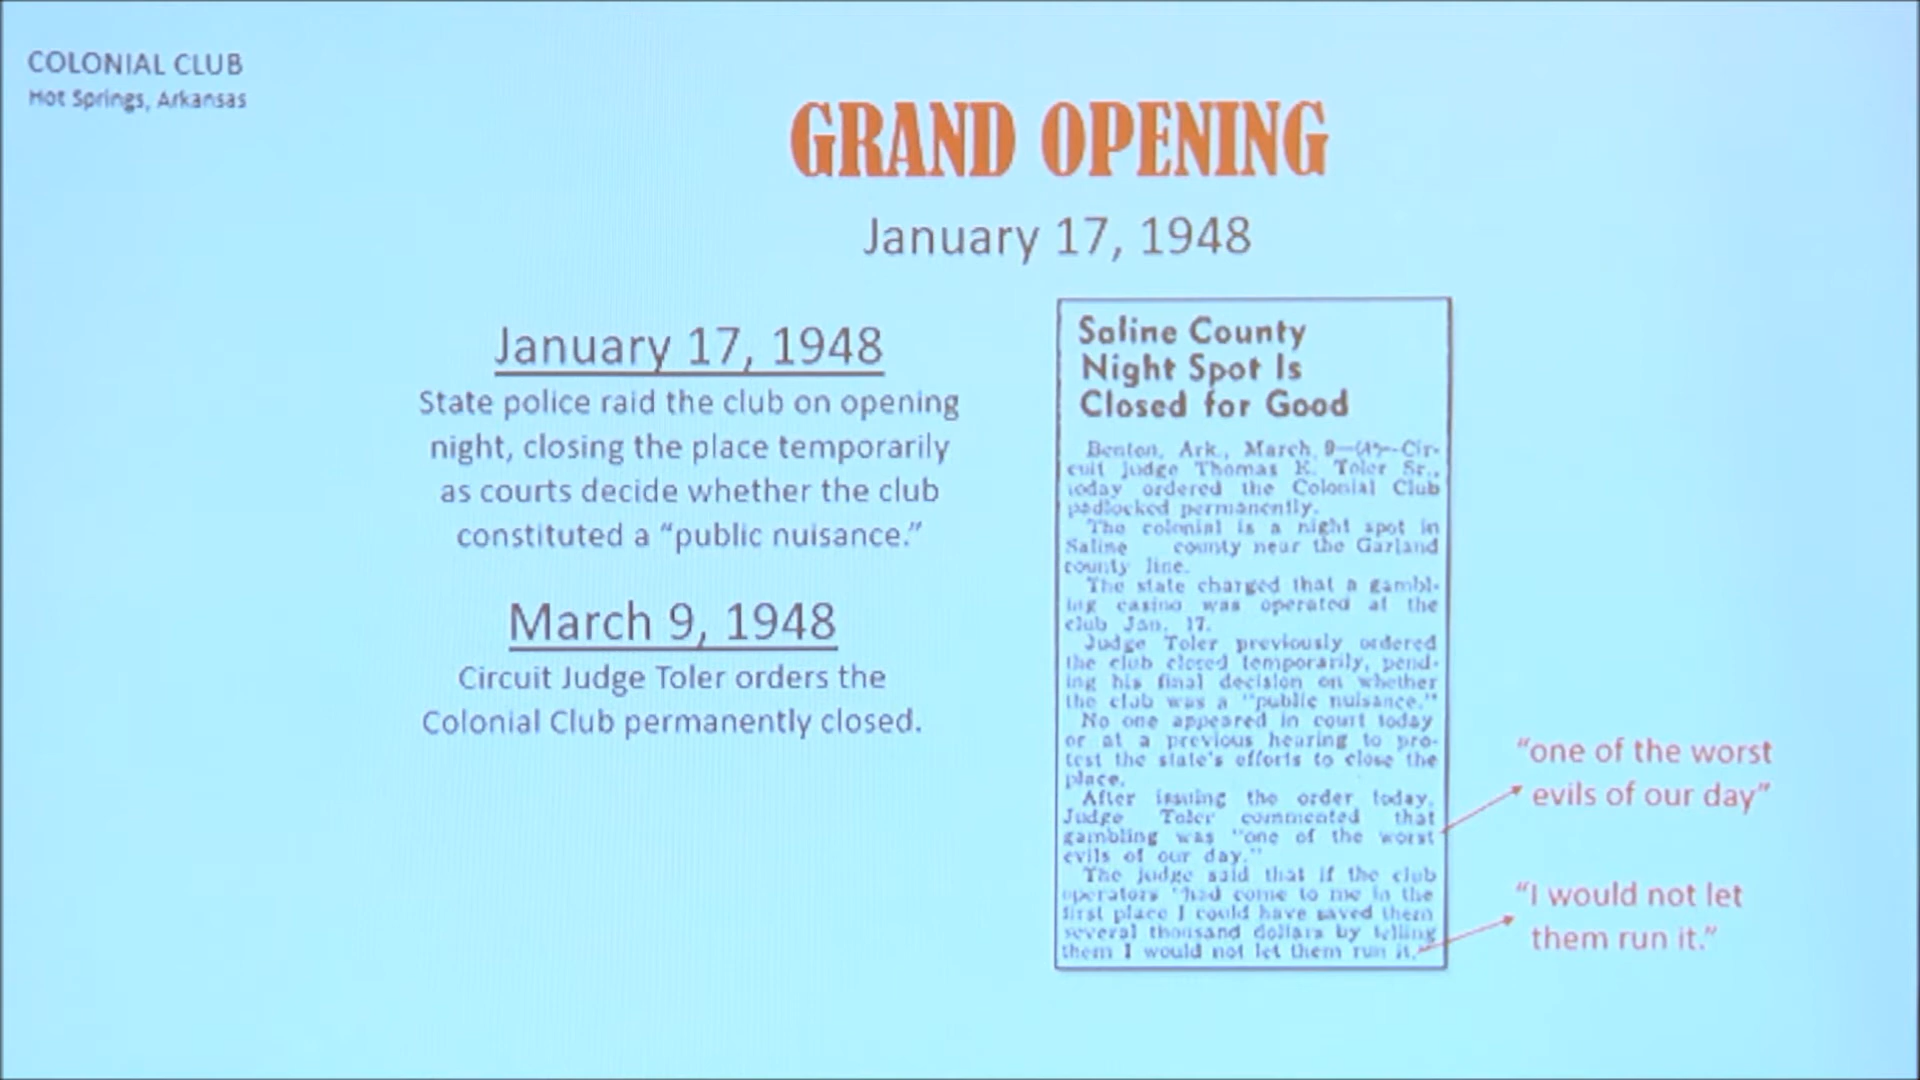 COLONIAL CLUB
Hot Springs, Arkansas
GRAND OPENING
January 17, 1948
January 17, 1948
State police raid the club on opening
night, closing the place temporarily
as courts decide whether the club
constituted a “public nuisance.”
March 9, 1948
Circuit Judge Toler orders the
Colonial Club permanently closed.
Saline County
Night Spot Is
Closed for Good
Benton, Ark., March 9—(AP)—Cir-
cuit judge Thomas E. Toler Sr.,
today ordered the Colonial Club
padlocked permanently.
The colonial is a night spot in
Saline county near the Garland
county line.
The state charged that a gambl-
ing casino was operated at the
club Jan. 17.
Judge Toler previously ordered
the club closed temporarily, pend-
ing his final decision on whether
the club was a "public nuisance."
No one appeared in court today
or at a previous hearing to pro-
test the state's efforts to close the
place.
After issuing the order today,
Judge Toler commented that
gambling was "one of the worst
evils of our day."
The judge said that if the club
operators "had come to me in the
first place I could have saved them
several thousand dollars by telling
them I would not let them run it.
“one of the worst
evils of our day”
“I would not let
them run it.”